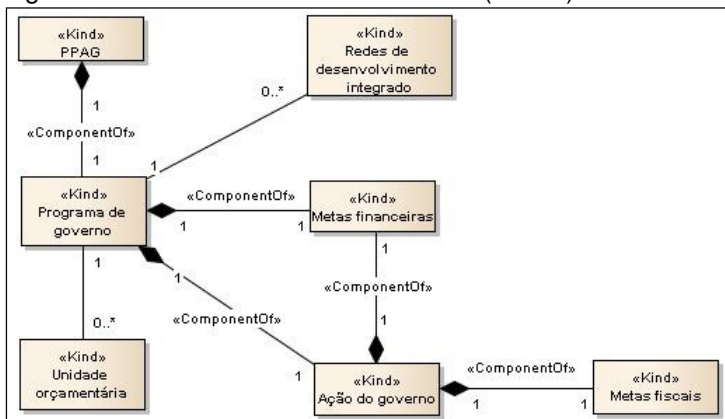 «Kind»
PPAG
«Kind»
Redes de
desenvolvimento
integrado
1
0..*
«ComponentOf»
1
1
«Kind»
Programa de
governo
«ComponentOf»
1
1
«Kind»
Metas financeiras
1
1
1
«ComponentOf»
«ComponentOf»
0..*
1
1
«Kind»
Unidade
orçamentária
«Kind»
Ação do governo
«ComponentOf»
1
1
«Kind»
Metas fiscais